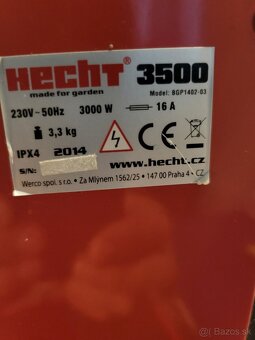 HECHT® 3500
made for garden
Model: BGP1402-03
230V ~ 50Hz 3000 W 16 A
3,3 kg
IPX4 2014
S/N:
CE
www.hecht.cz
Werco spol. s r.o. • Za Mlýnem 1562/25 • 147 00 Praha 4 - CZ
bazos.sk